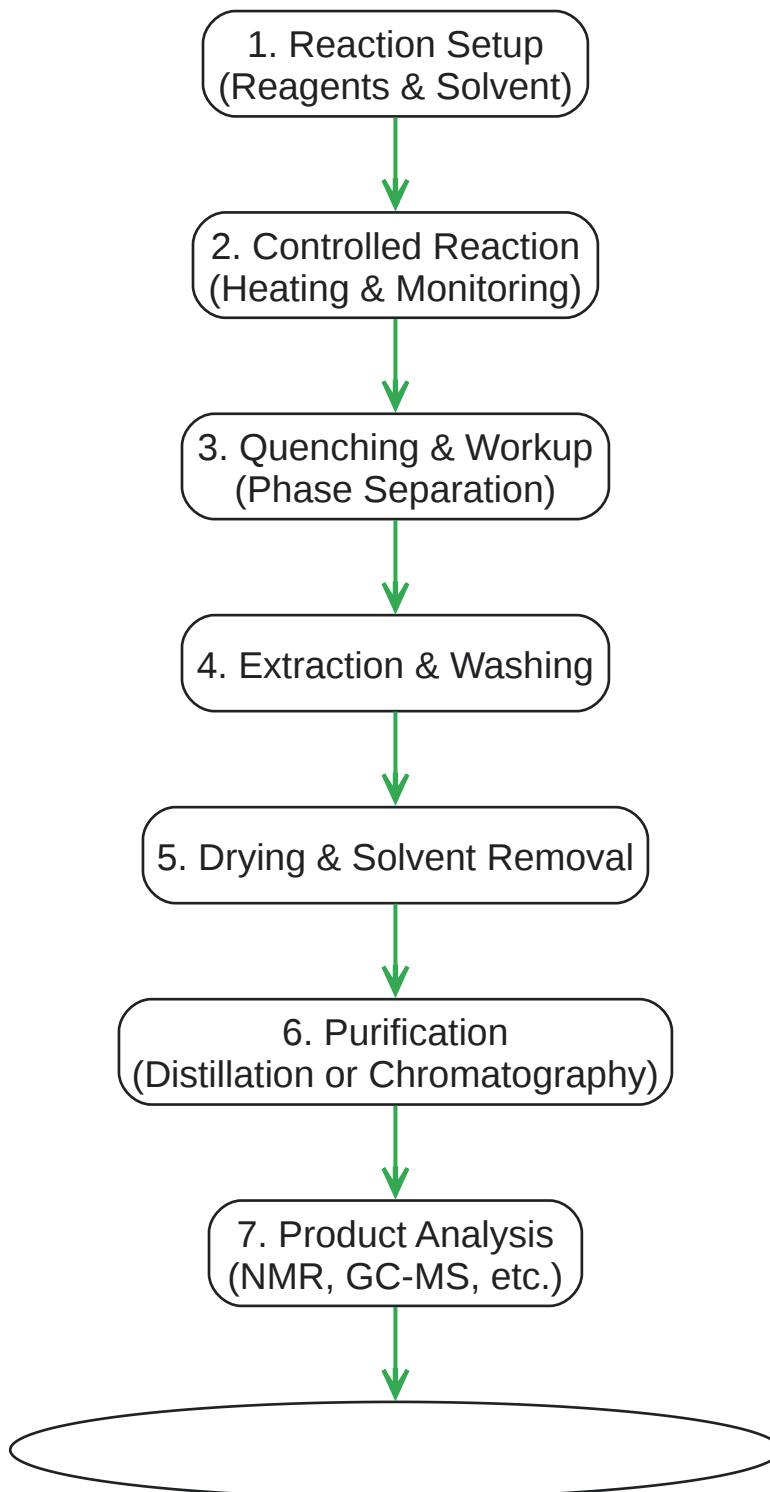 1. Reaction Setup
(Reagents & Solvent)
2. Controlled Reaction
(Heating & Monitoring)
3. Quenching & Workup
(Phase Separation)
4. Extraction & Washing
5. Drying & Solvent Removal
6. Purification
(Distillation or Chromatography)
7. Product Analysis
(NMR, GC-MS, etc.)